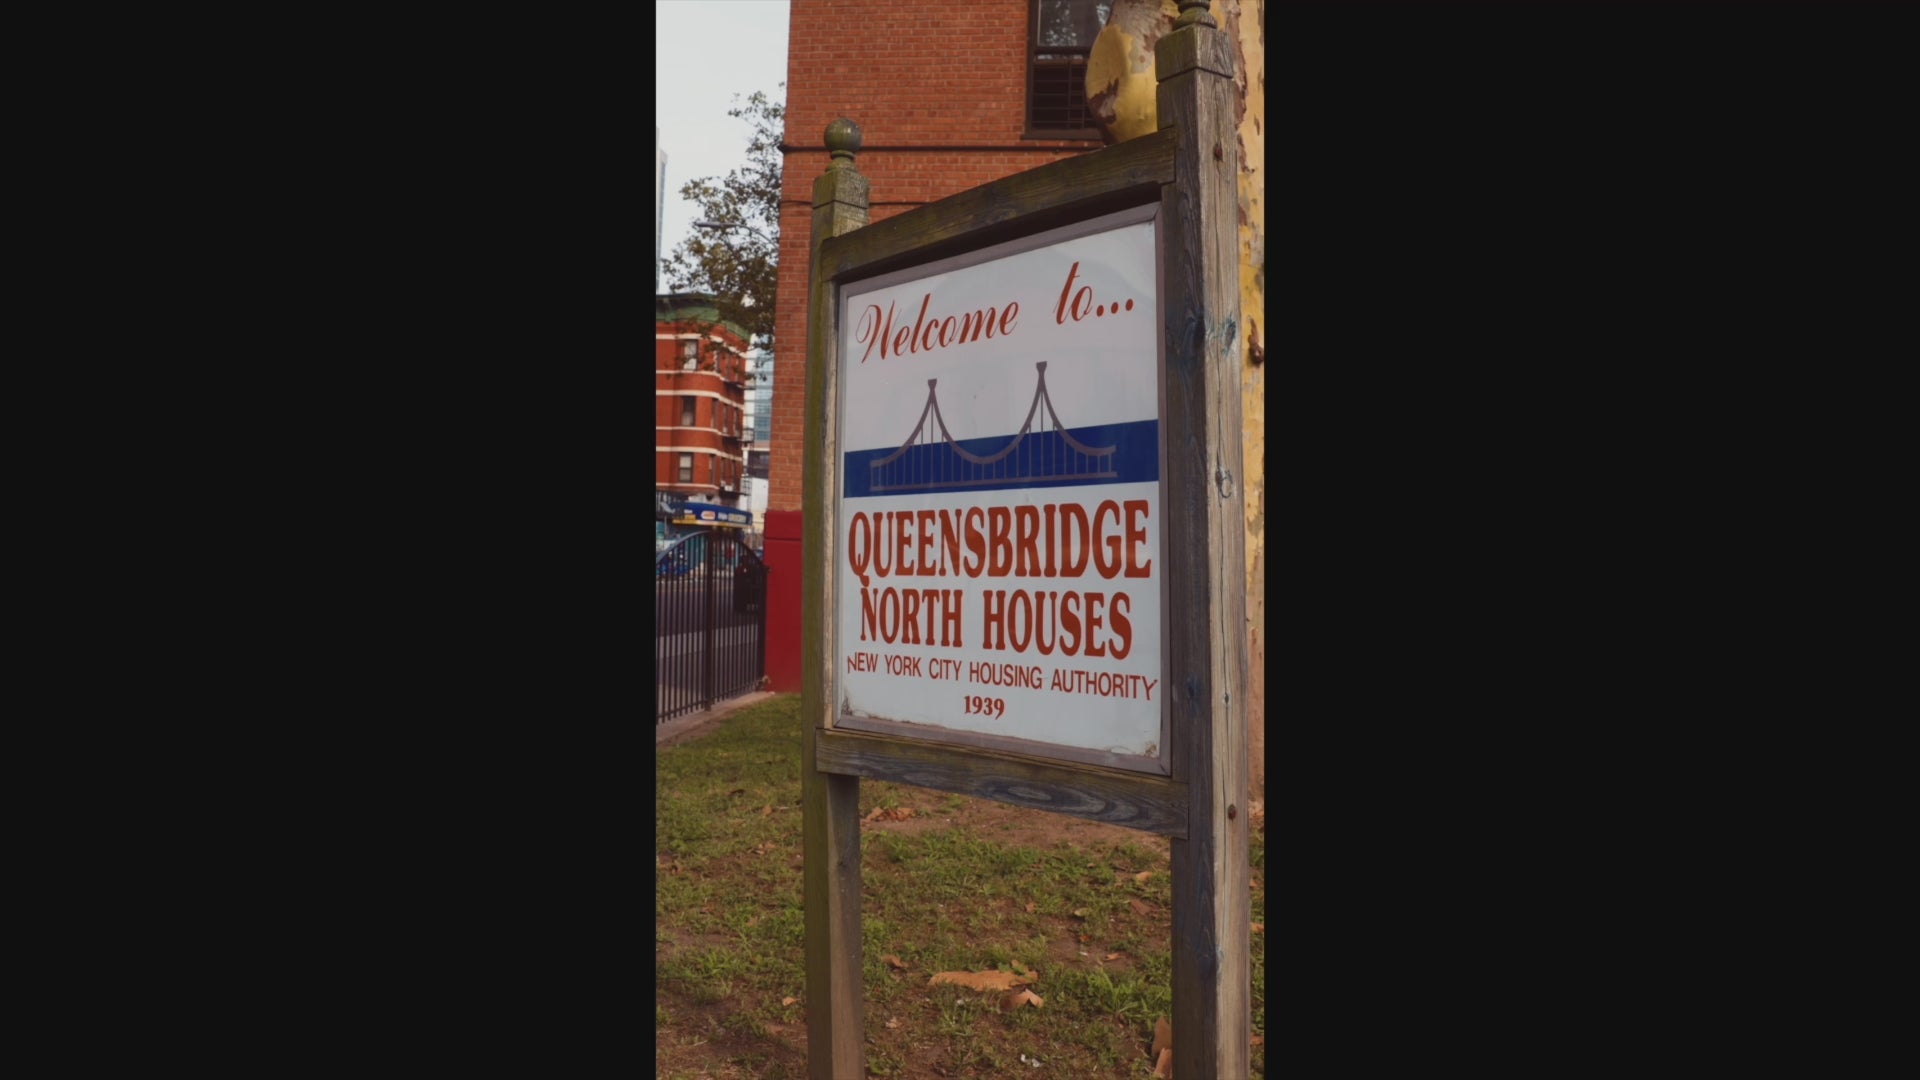 Welcome to...
QUEENSBRIDGE
NORTH HOUSES
NEW YORK CITY HOUSING AUTHORITY
1939